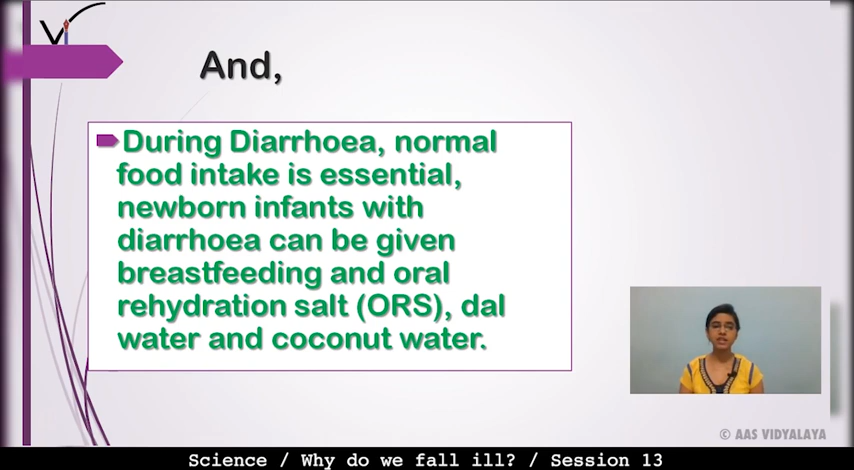 Vi
And,
During Diarrhoea, normal
food intake is essential,
newborn infants with
diarrhoea can be given
breastfeeding and oral
rehydration salt (ORS), dal
water and coconut water.
© AAS VIDYALAYA
Science / Why do we fall ill? / Session 13